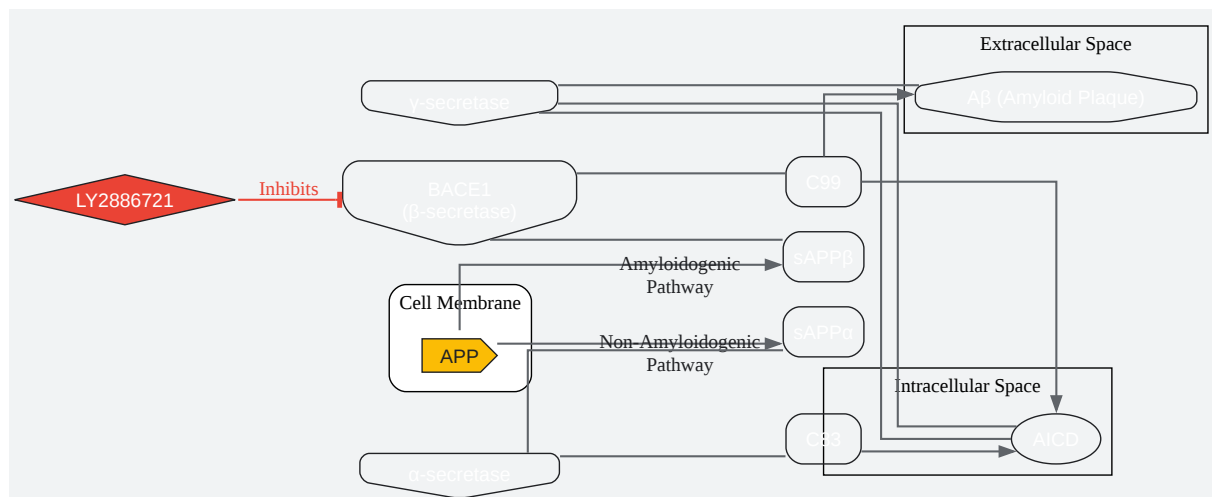 Extracellular Space
Aβ (Amyloid Plaque)
γ-secretase
LY2886721
Inhibits
BACE1
(β-secretase)
C99
sAPPβ
Amyloidogenic
Pathway
Cell Membrane
APP
sAPPα
Non-Amyloidogenic
Pathway
Intracellular Space
C83
AICD
α-secretase